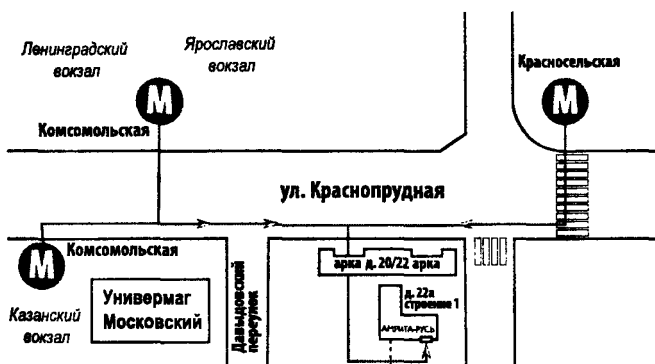 Ленинградский
вокзал
Ярославский
вокзал
Красносельская
М
М
Комсомольская
ул. Краснопрудная
Комсомольская
М
арка д. 20/22 арка
Универмаг
Московский
Давыдовский
переулок
д. 22а
строение 1
АМРИТА-РУСЬ
Казанский
вокзал